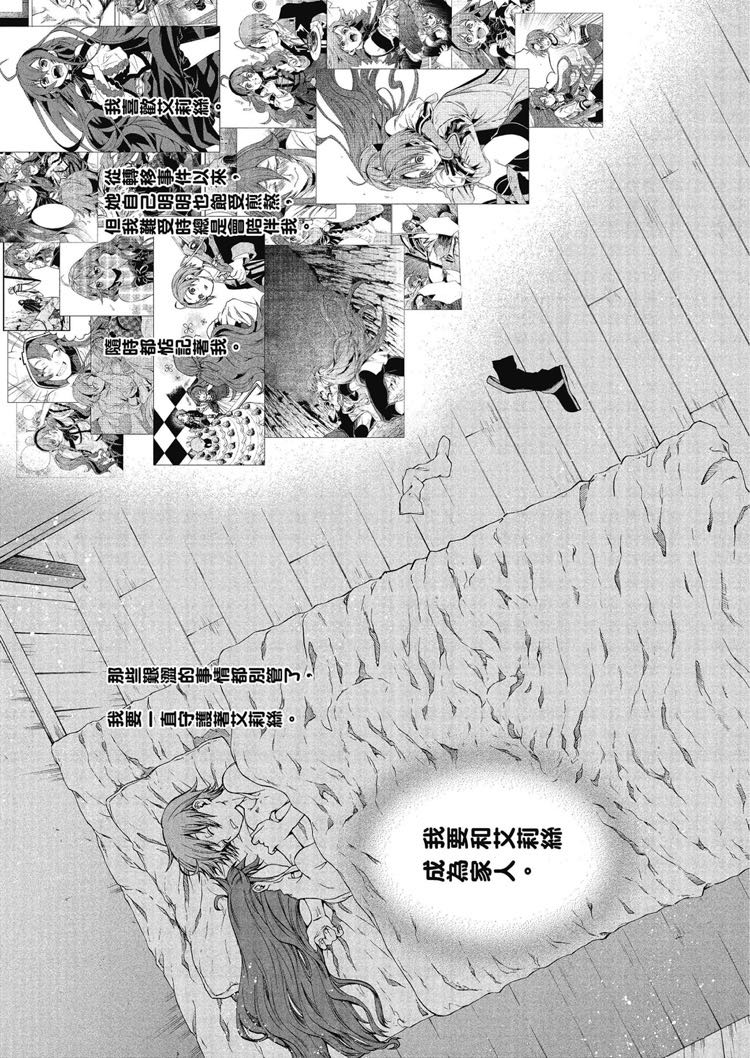 我喜歡艾莉絲。
從轉移事件以來，
她自己明明也飽受煎熬，
但我難受時總是會陪伴我。
隨時都惦記著我。
那些艱澀的事情都別管了，
我要一直守護著艾莉絲。
我要和艾莉絲
成為家人。